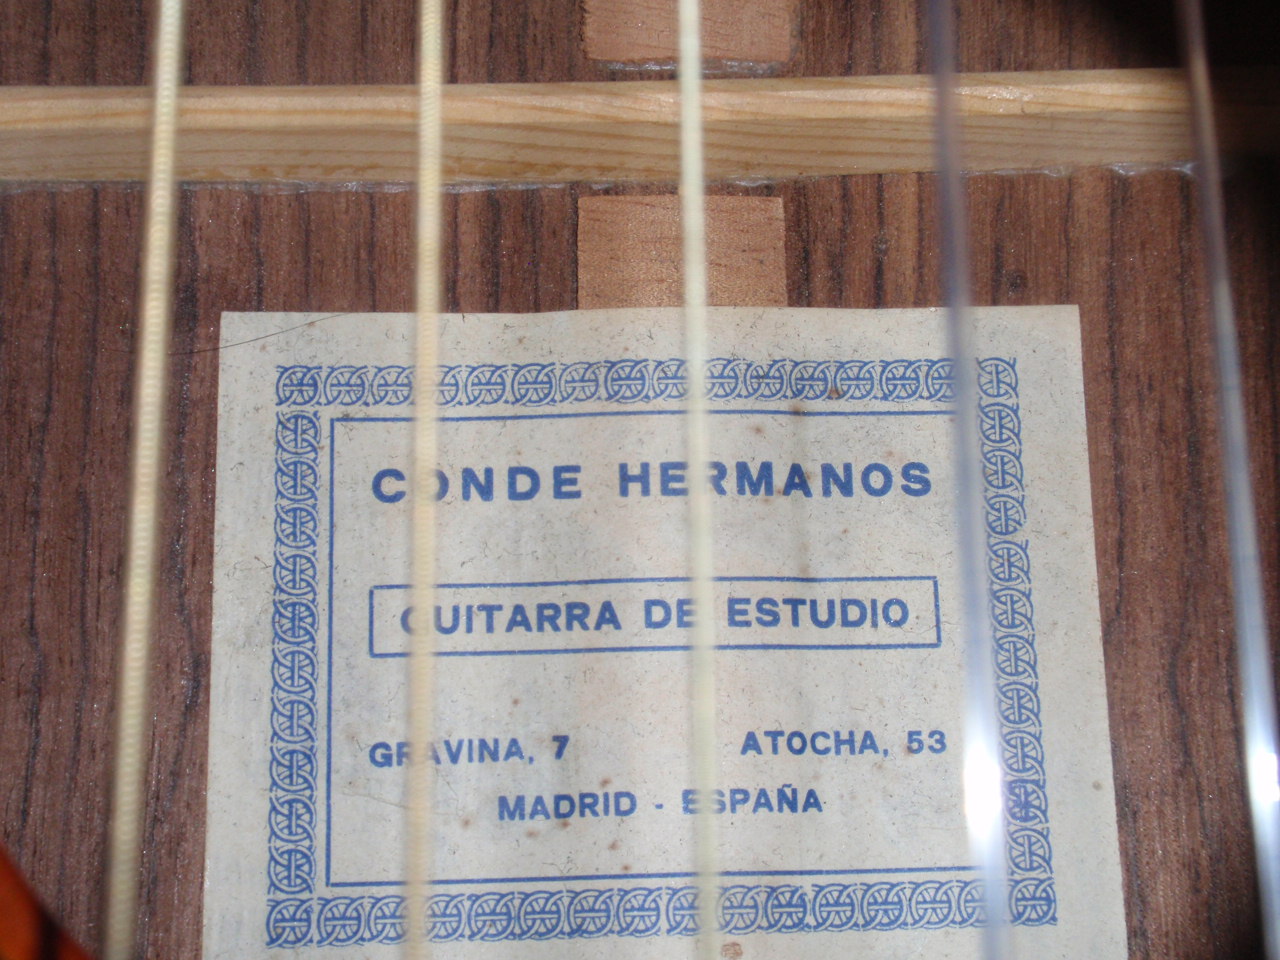 CONDE HERMANOS
GUITARRA DE ESTUDIO
GRAVINA, 7 ATOCHA, 53
MADRID - ESPAÑA